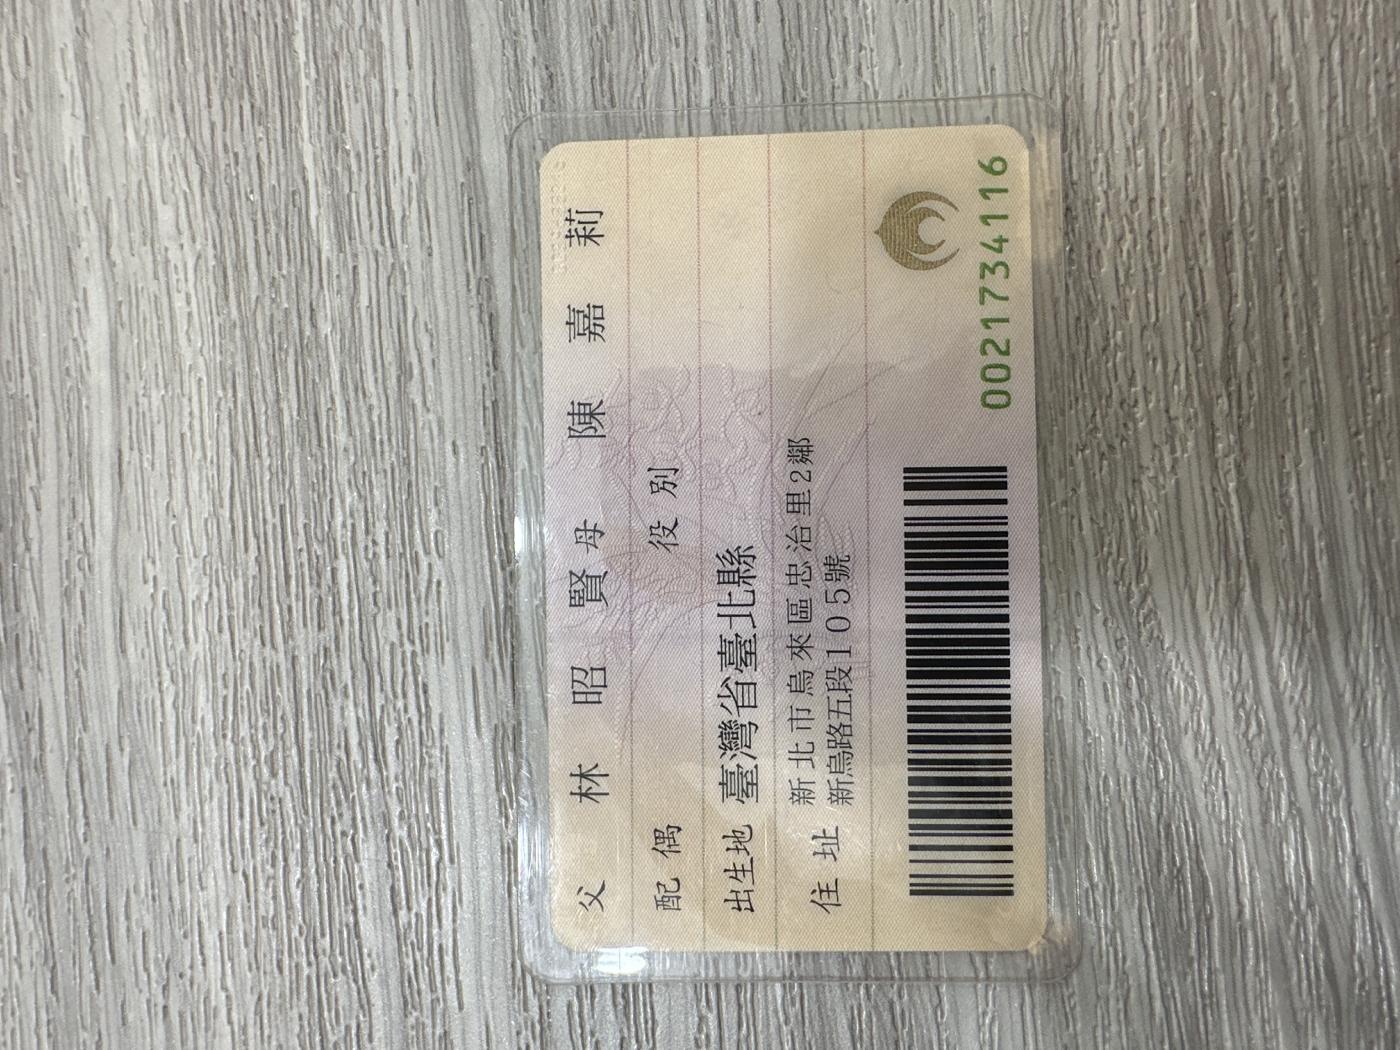 父 林 昭 賢 母 陳 嘉 莉
配 偶 役 別
出生地 臺灣省臺北縣
住 址 新北市烏來區忠治里2鄰
新烏路五段105號
0021734116